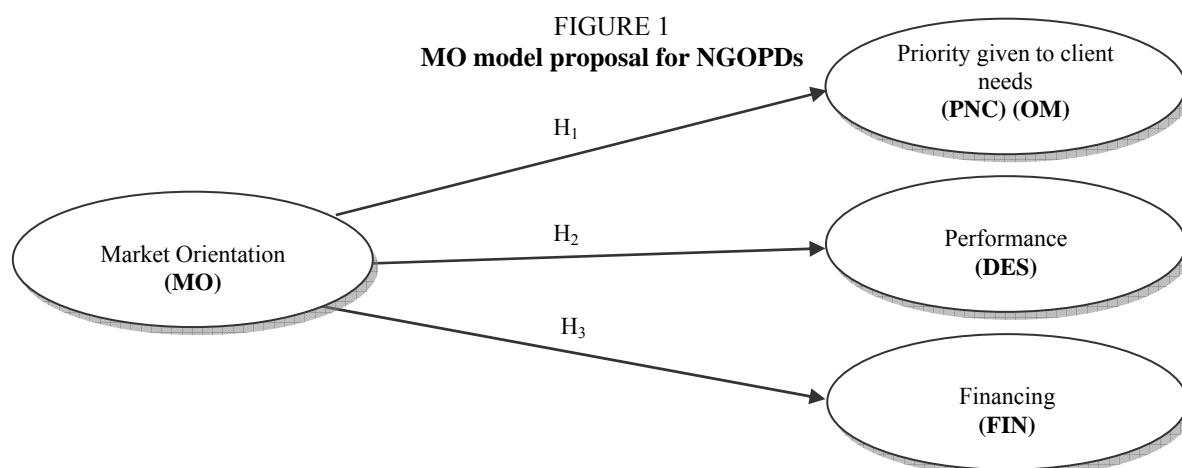 FIGURE 1
MO model proposal for NGOPDs
Priority given to client
needs
(PNC) (OM)
H1
Market Orientation
(MO)
H2
Performance
(DES)
H3
Financing
(FIN)